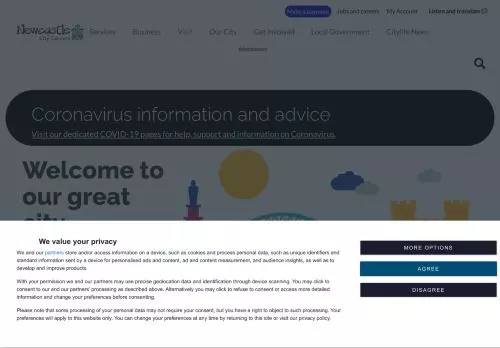 Make a payment Jobs and careers My Account Listen and translate
Newcastle
City Council
Services Business Visit Our City Get Involved Local Government Citylife News
Coronavirus information and advice
Visit our dedicated COVID-19 pages for help, support and information on Coronavirus.
Welcome to
our great
city
We value your privacy
We and our partners store and/or access information on a device, such as cookies and process personal data, such as unique identifiers and
standard information sent by a device for personalised ads and content, ad and content measurement, and audience insights, as well as to
develop and improve products.
With your permission we and our partners may use precise geolocation data and identification through device scanning. You may click to
consent to our and our partners' processing as described above. Alternatively you may click to refuse to consent or access more detailed
information and change your preferences before consenting.
Please note that some processing of your personal data may not require your consent, but you have a right to object to such processing. Your
preferences will apply to this website only. You can change your preferences at any time by returning to this site or visit our privacy policy.
MORE OPTIONS
AGREE
DISAGREE